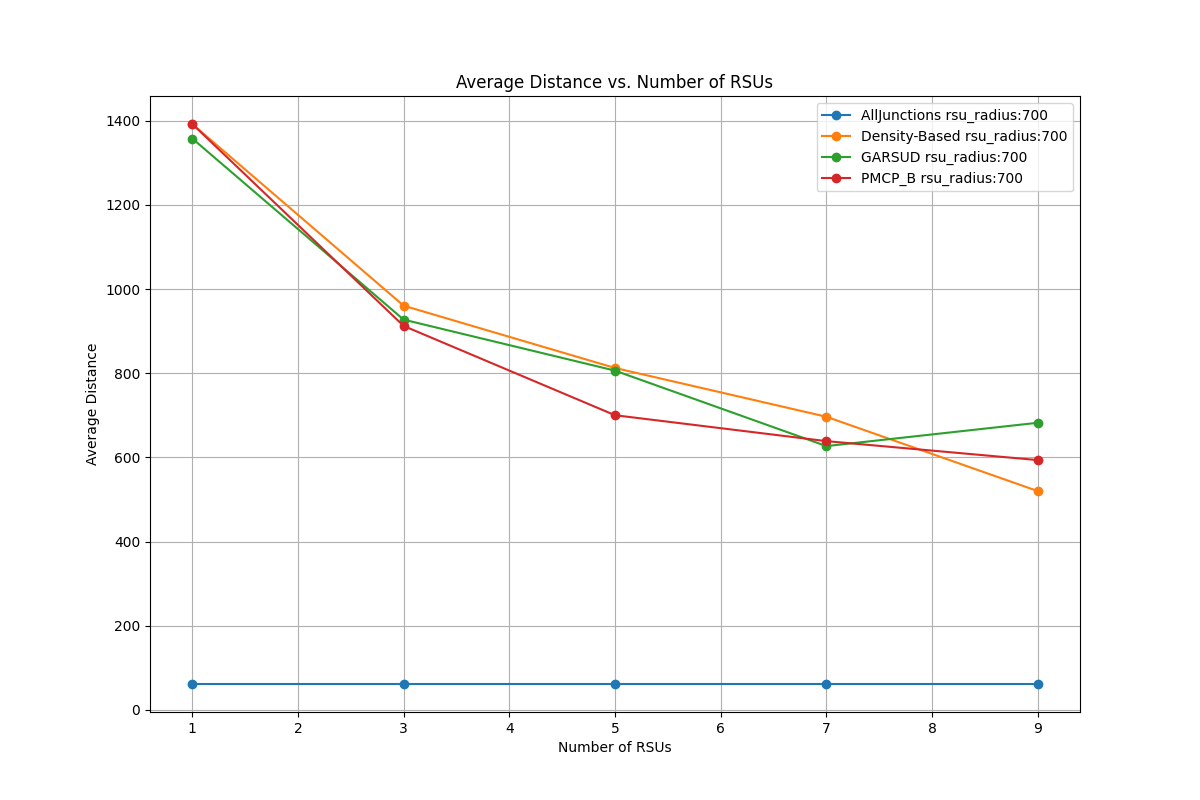 Average Distance vs. Number of RSUs
AllJunctions rsu_radius:700
Density-Based rsu_radius:700
GARSUD rsu_radius:700
PMCP_B rsu_radius:700
Average Distance
1400
1200
1000
800
600
400
200
0
1 2 3 4 5 6 7 8 9
Number of RSUs